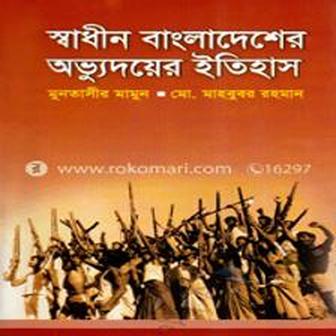 স্বাধীন বাংলাদেশের
অভ্যুদয়ের ইতিহাস
মুনতাসীর মামুন ■ মো. মাহবুবর রহমান
www.rokomari.com 16297